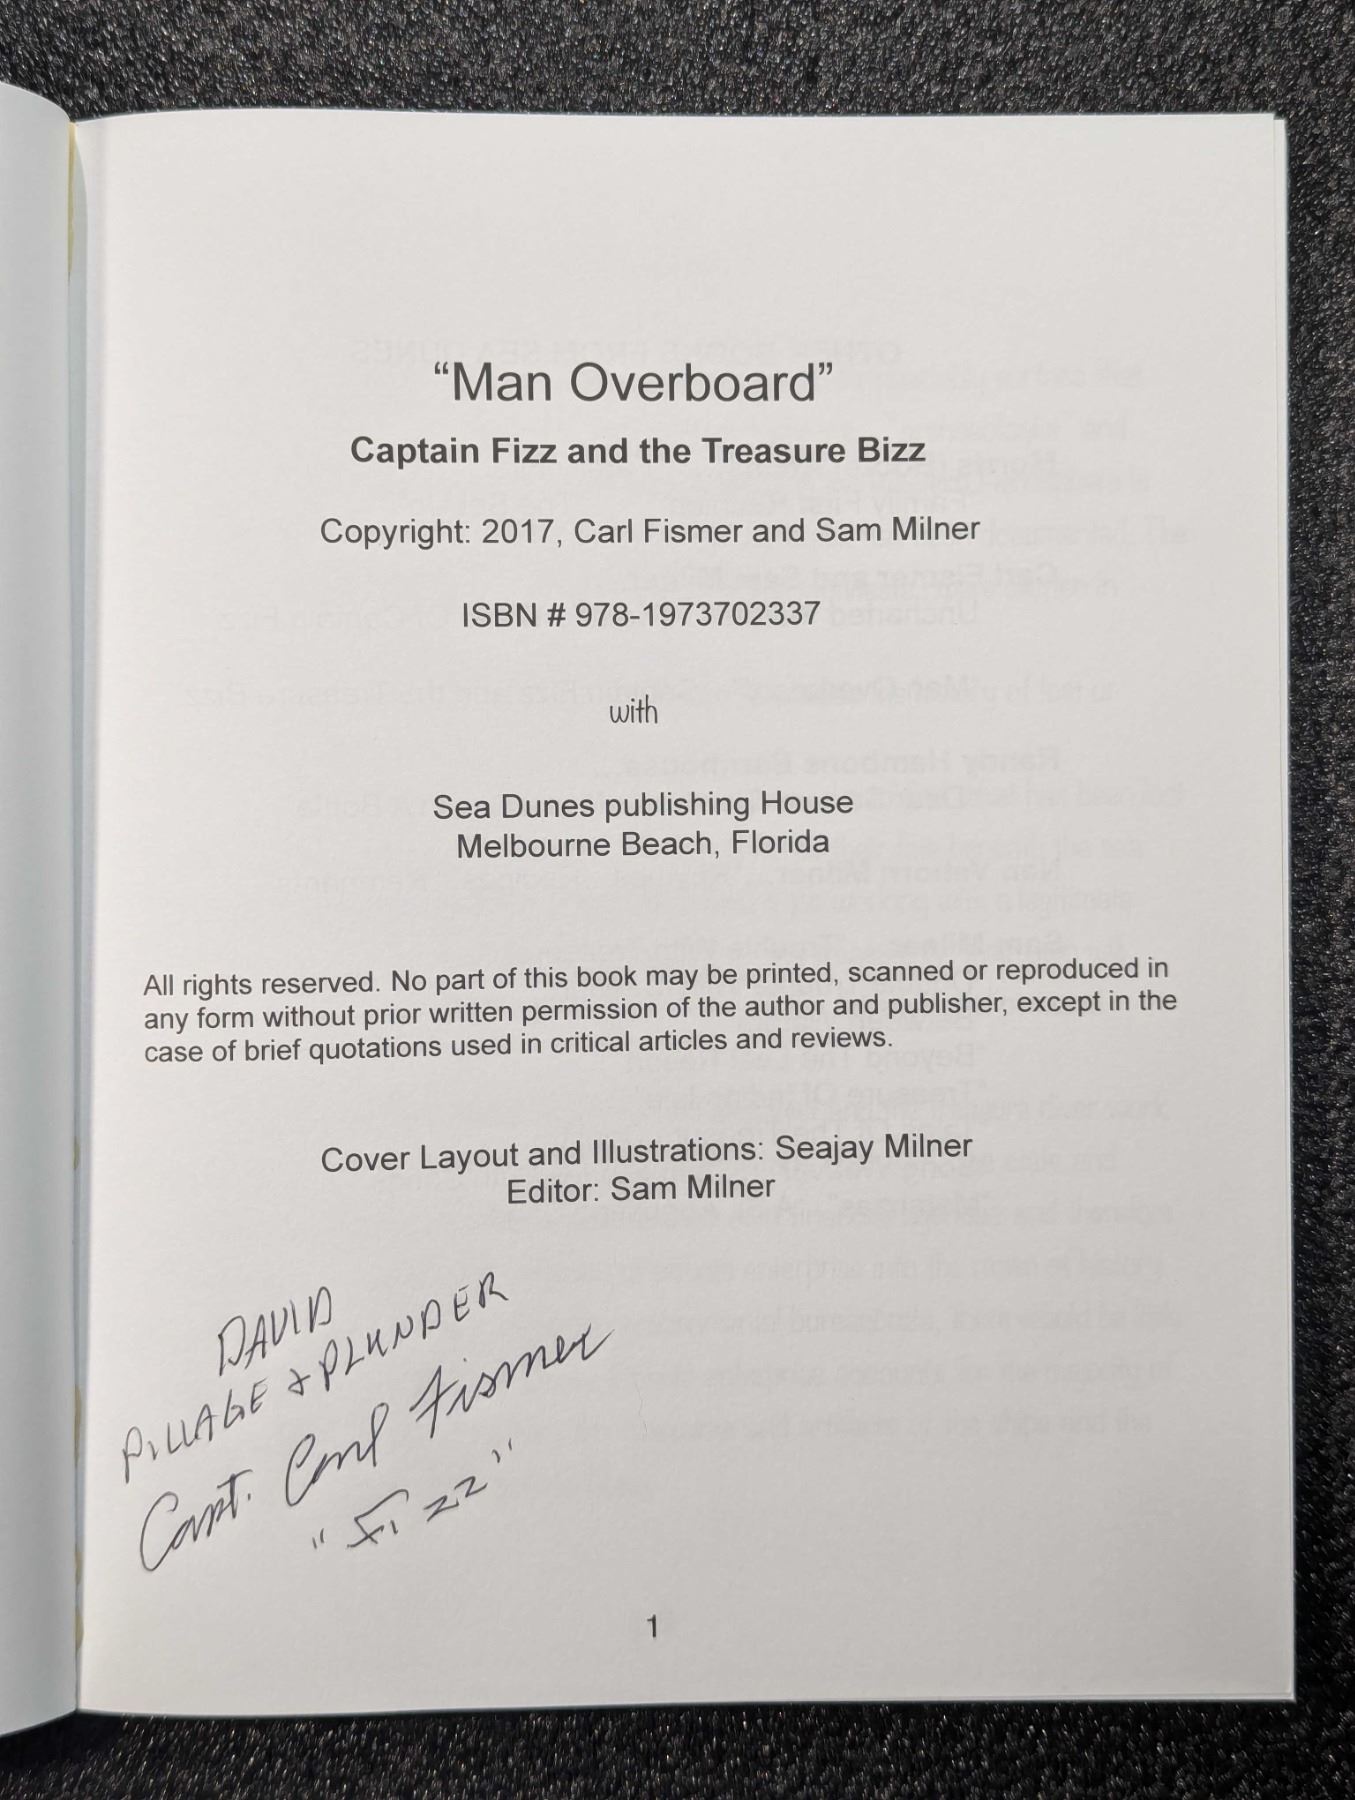 “Man Overboard”
Captain Fizz and the Treasure Bizz
Copyright: 2017, Carl Fismer and Sam Milner
ISBN # 978-1973702337
with
Sea Dunes publishing House
Melbourne Beach, Florida
All rights reserved. No part of this book may be printed, scanned or reproduced in
any form without prior written permission of the author and publisher, except in the
case of brief quotations used in critical articles and reviews.
Cover Layout and Illustrations: Seajay Milner
Editor: Sam Milner
DAVID
PILLAGE & PLUNDER
Capt. Carl Fismer
"Fizz"
1